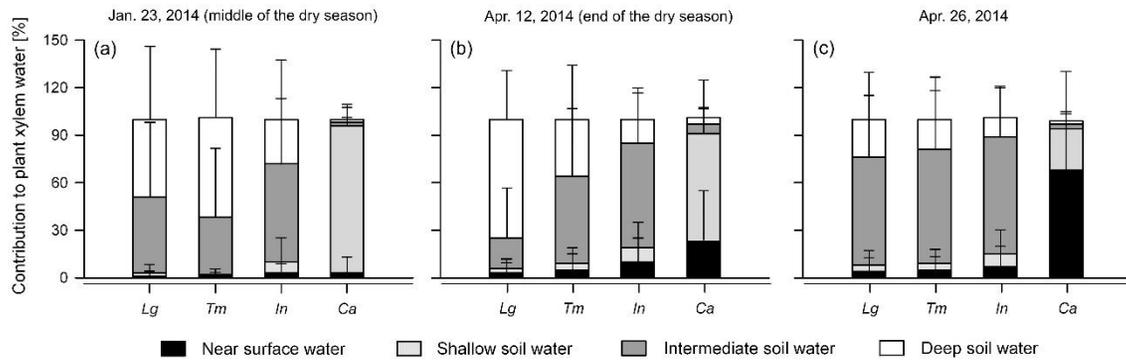 Jan. 23, 2014 (middle of the dry season)
Apr. 12, 2014 (end of the dry season)
Apr. 26, 2014
Contribution to plant xylem water [%]
150
120
90
60
30
0
(a)
(b)
(c)
Lg Tm In Ca
Lg Tm In Ca
Lg Tm In Ca
Near surface water
Shallow soil water
Intermediate soil water
Deep soil water